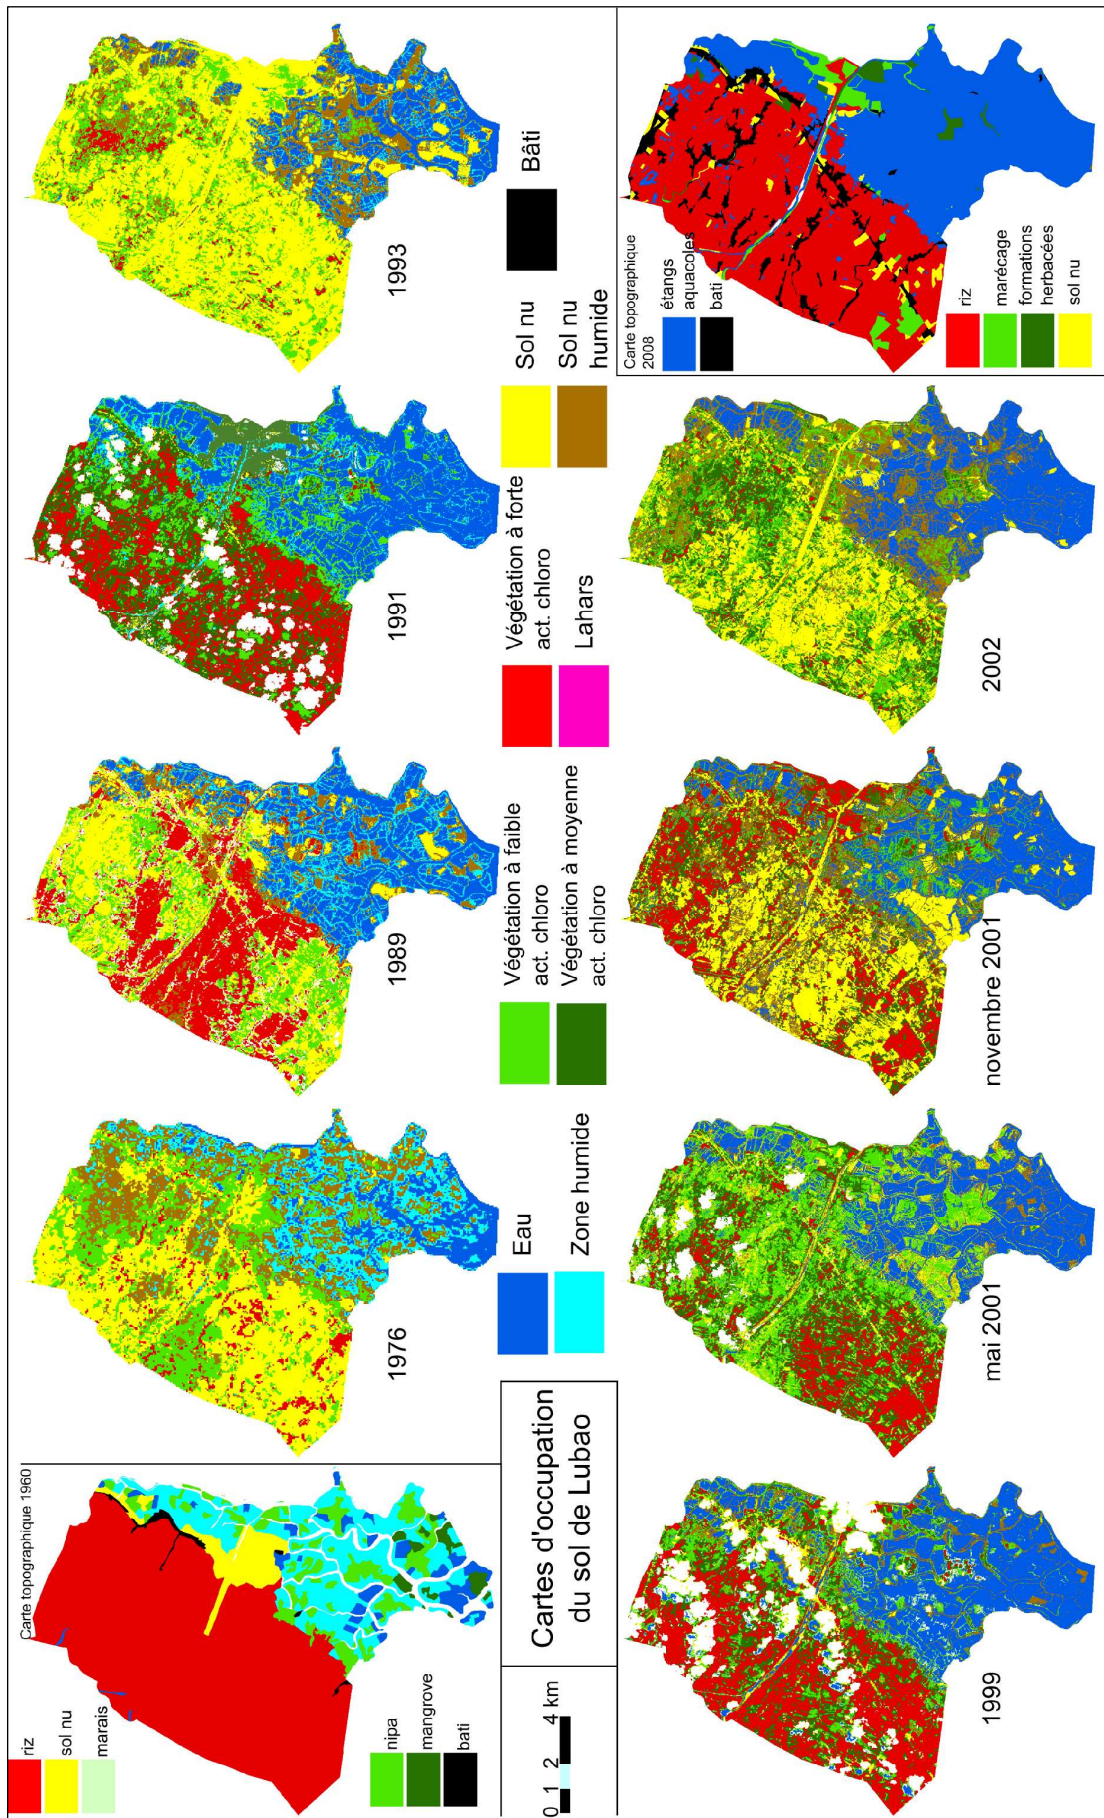 Carte topographique 1960
riz
sol nu
marais
nipa
mangrove
bati
1976
1989
1991
1993
Cartes d'occupation
du sol de Lubao
0 1 2 4 km
Eau
Zone humide
Végétation à faible
act. chloro
Végétation à moyenne
act. chloro
Végétation à forte
act. chloro
Lahars
Sol nu
Sol nu
humide
Bâti
1999
mai 2001
novembre 2001
2002
Carte topographique
2008
étangs
aquacoles
bati
riz
marécage
formations
herbacées
sol nu